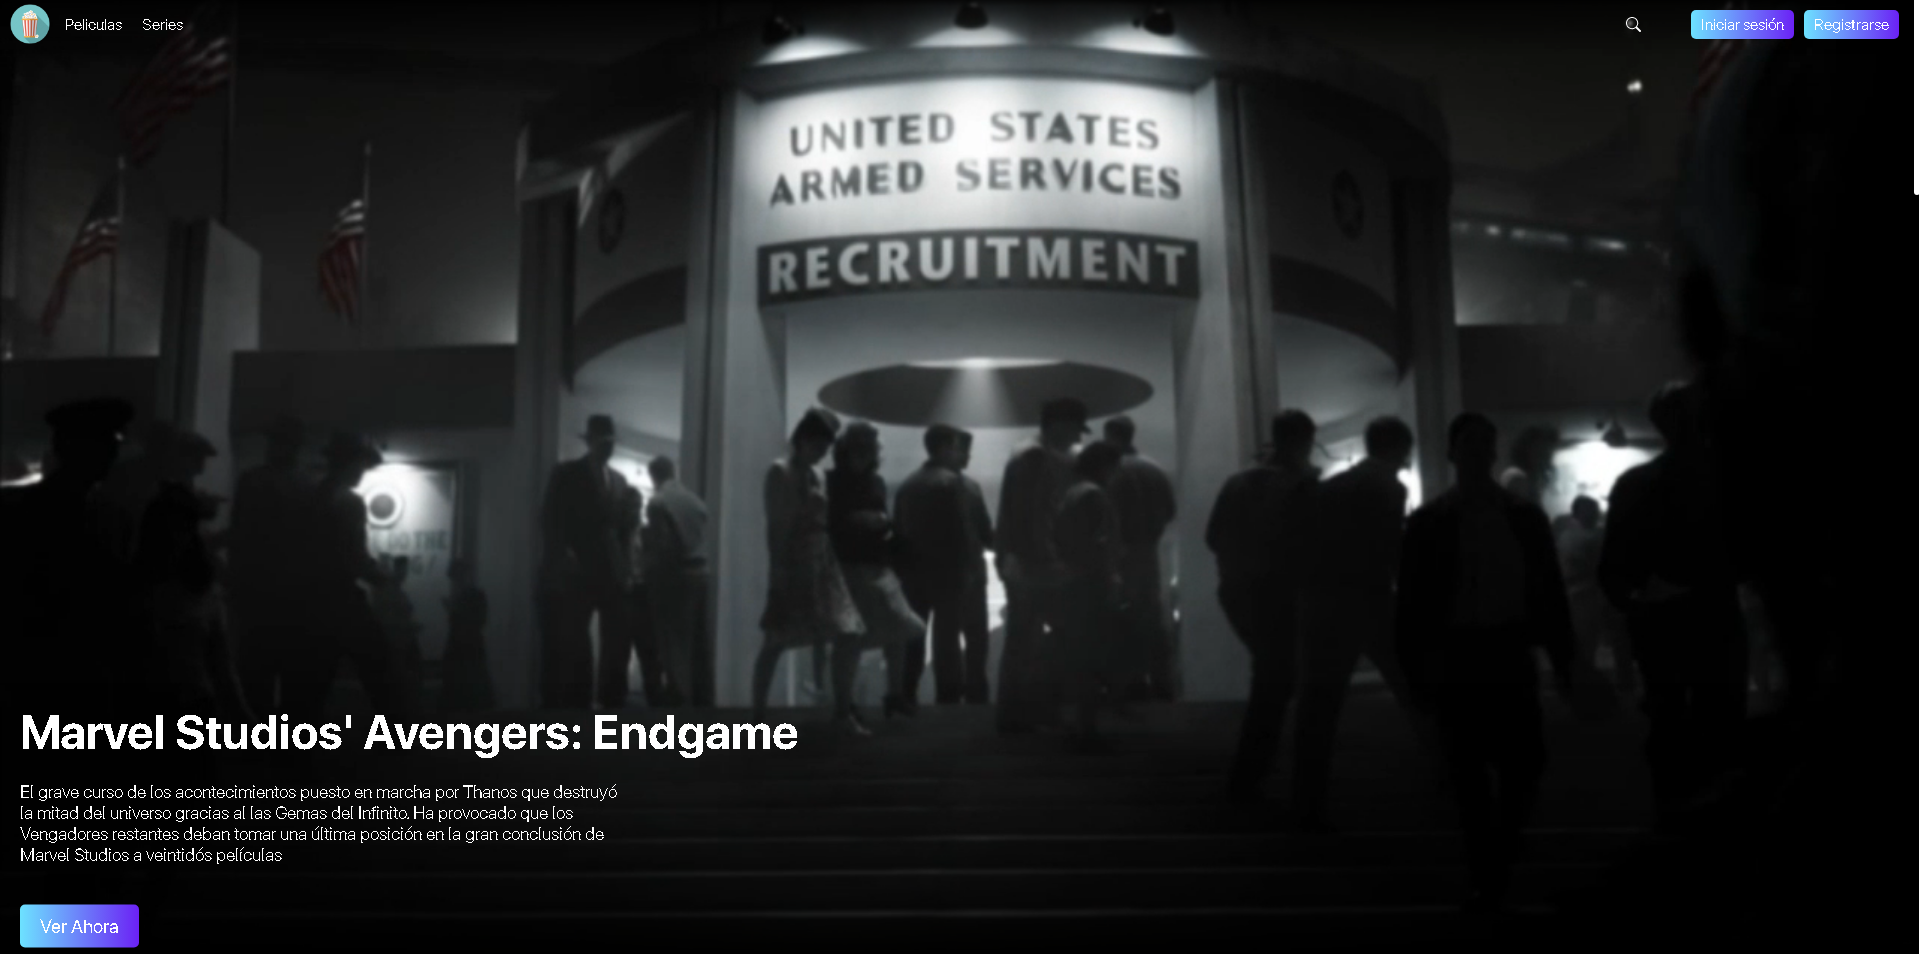 Peliculas Series Iniciar sesión Registrarse
UNITED STATES
ARMED SERVICES
RECRUITMENT
Marvel Studios' Avengers: Endgame
El grave curso de los acontecimientos puesto en marcha por Thanos que destruyó
la mitad del universo gracias al las Gemas del Infinito. Ha provocado que los
Vengadores restantes deban tomar una última posición en la gran conclusión de
Marvel Studios a veintidós películas
Ver Ahora